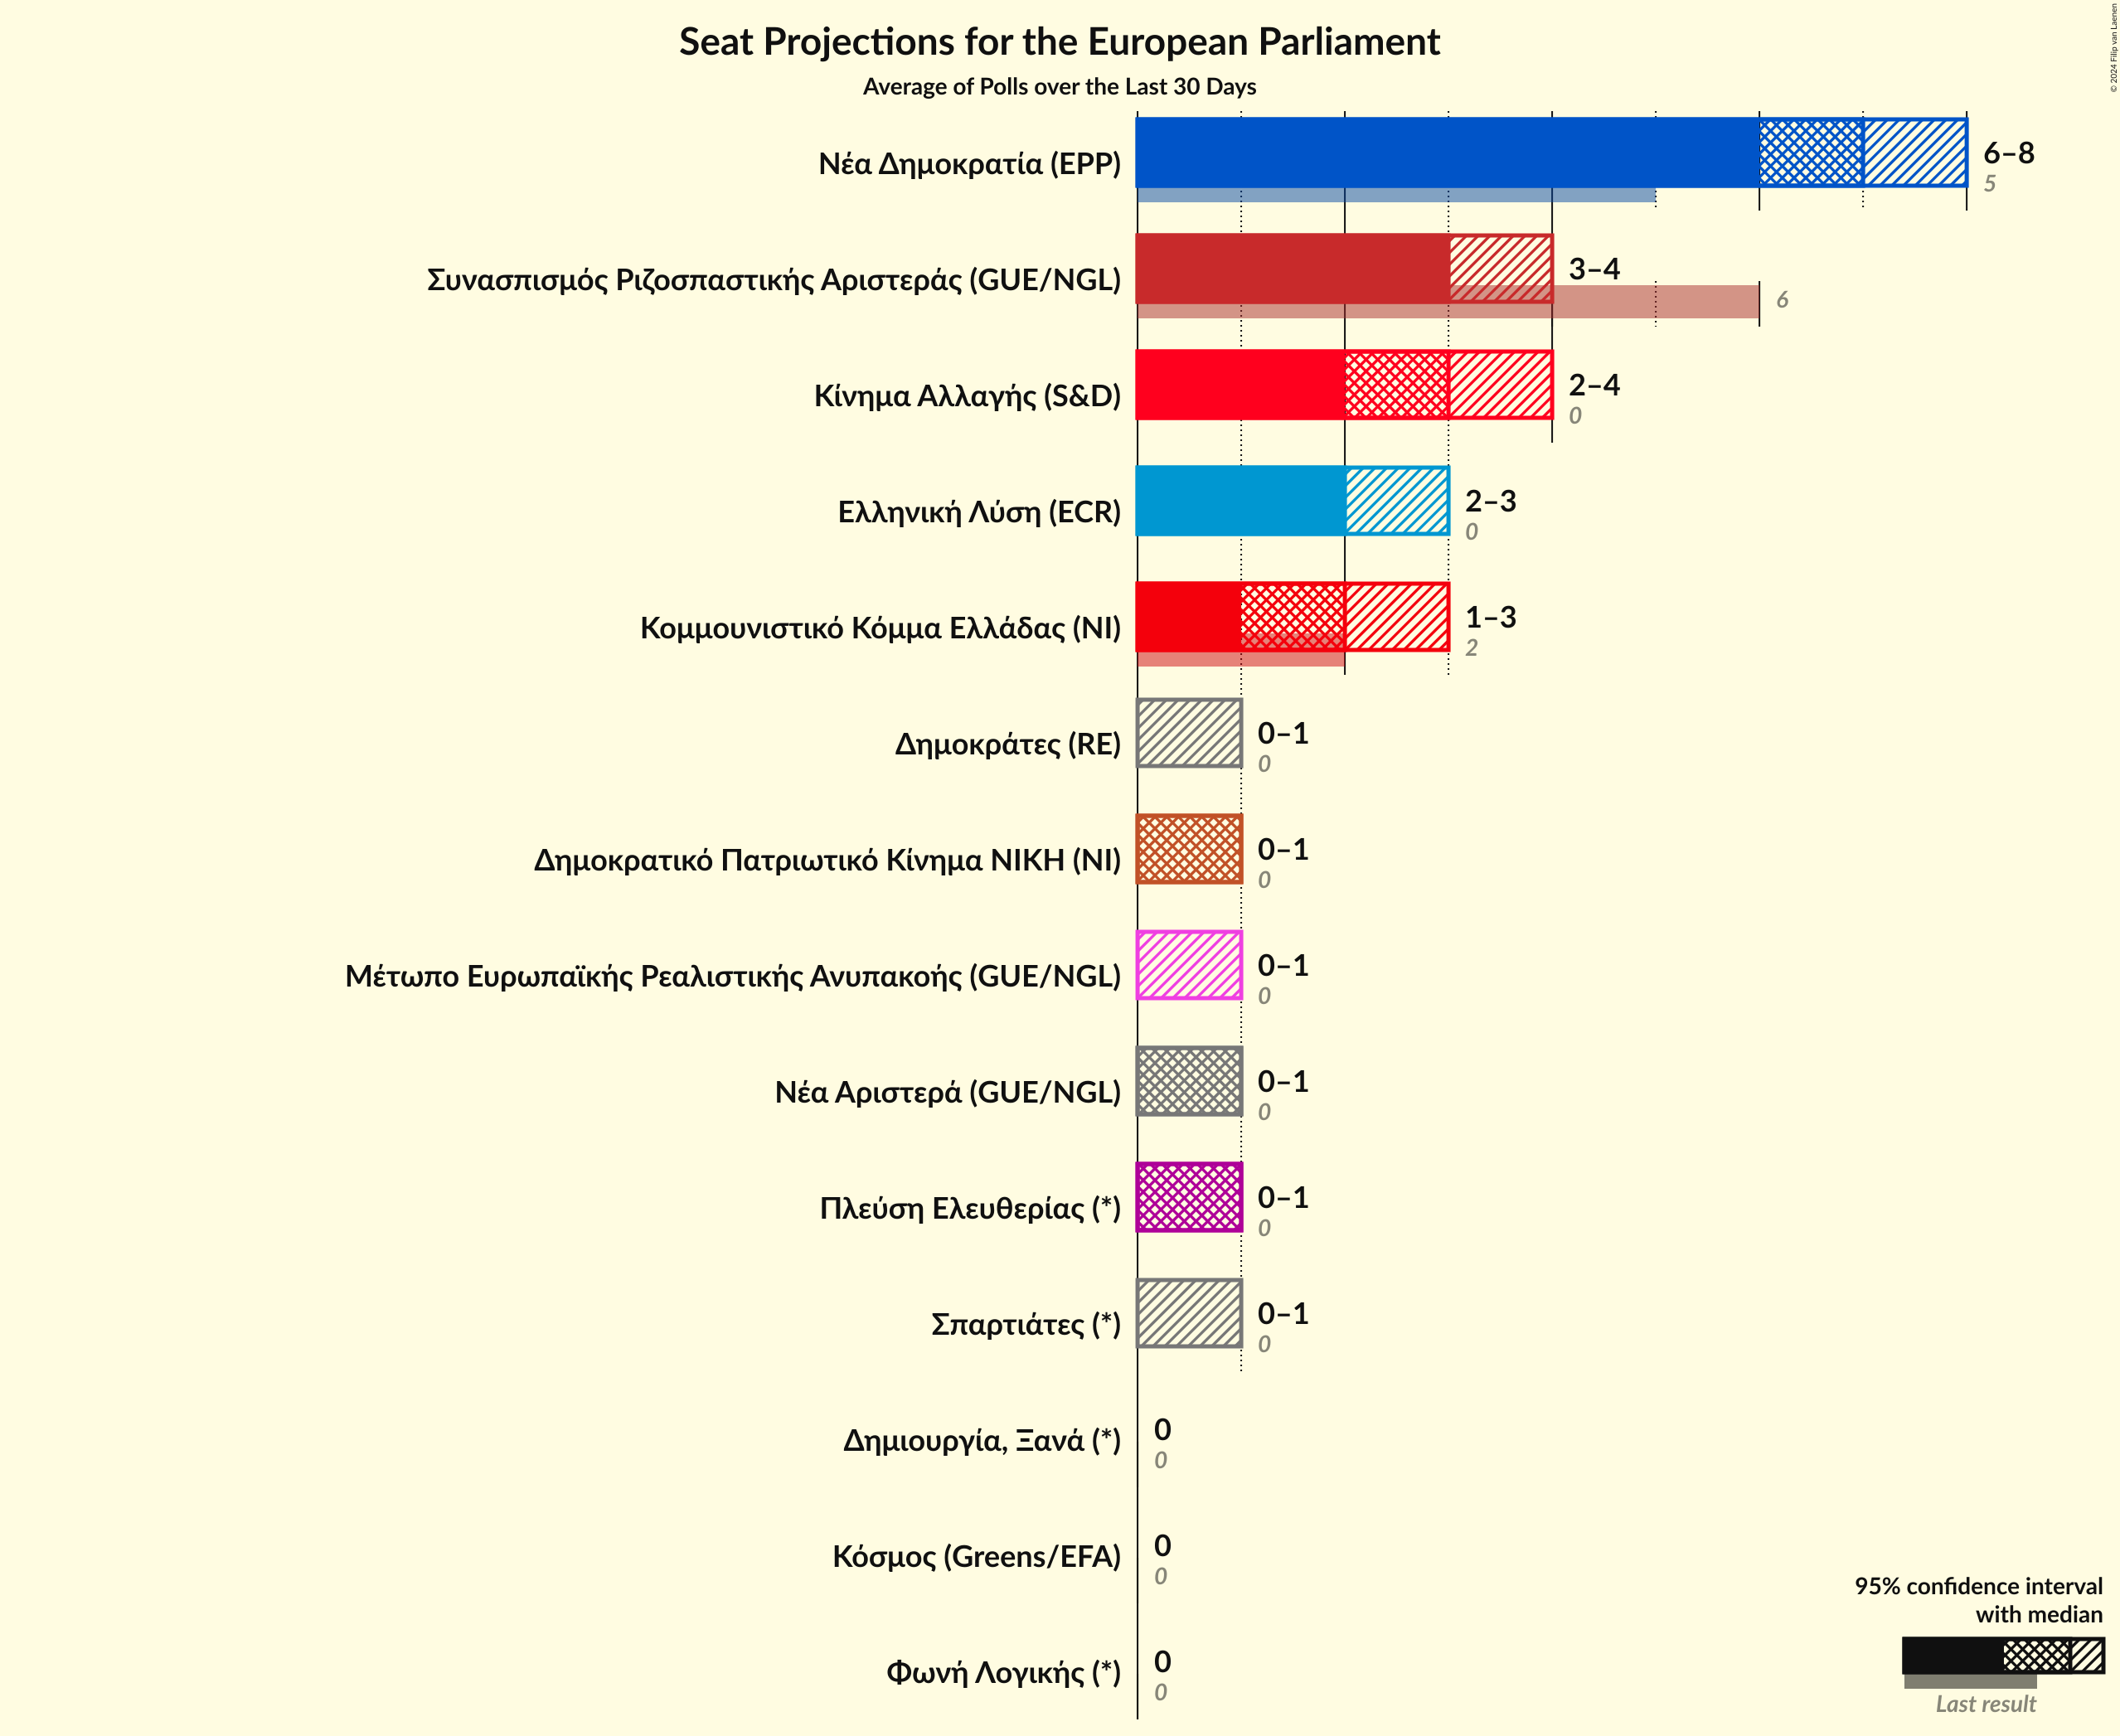 Seat Projections for the European Parliament
Average of Polls over the Last 30 Days
© 2024 Filip van Laenen
Νέα Δημοκρατία (EPP)
6–8
5
Συνασπισμός Ριζοσπαστικής Αριστεράς (GUE/NGL)
3–4
6
Κίνημα Αλλαγής (S&D)
2–4
0
Ελληνική Λύση (ECR)
2–3
0
Κομμουνιστικό Κόμμα Ελλάδας (NI)
1–3
2
Δημοκράτες (RE)
0–1
0
Δημοκρατικό Πατριωτικό Κίνημα ΝΙΚΗ (NI)
0–1
0
Μέτωπο Ευρωπαϊκής Ρεαλιστικής Ανυπακοής (GUE/NGL)
0–1
0
Νέα Αριστερά (GUE/NGL)
0–1
0
Πλεύση Ελευθερίας (*)
0–1
0
Σπαρτιάτες (*)
0–1
0
Δημιουργία, Ξανά (*)
0
0
Κόσμος (Greens/EFA)
0
0
Φωνή Λογικής (*)
0
0
95% confidence interval
with median
Last result